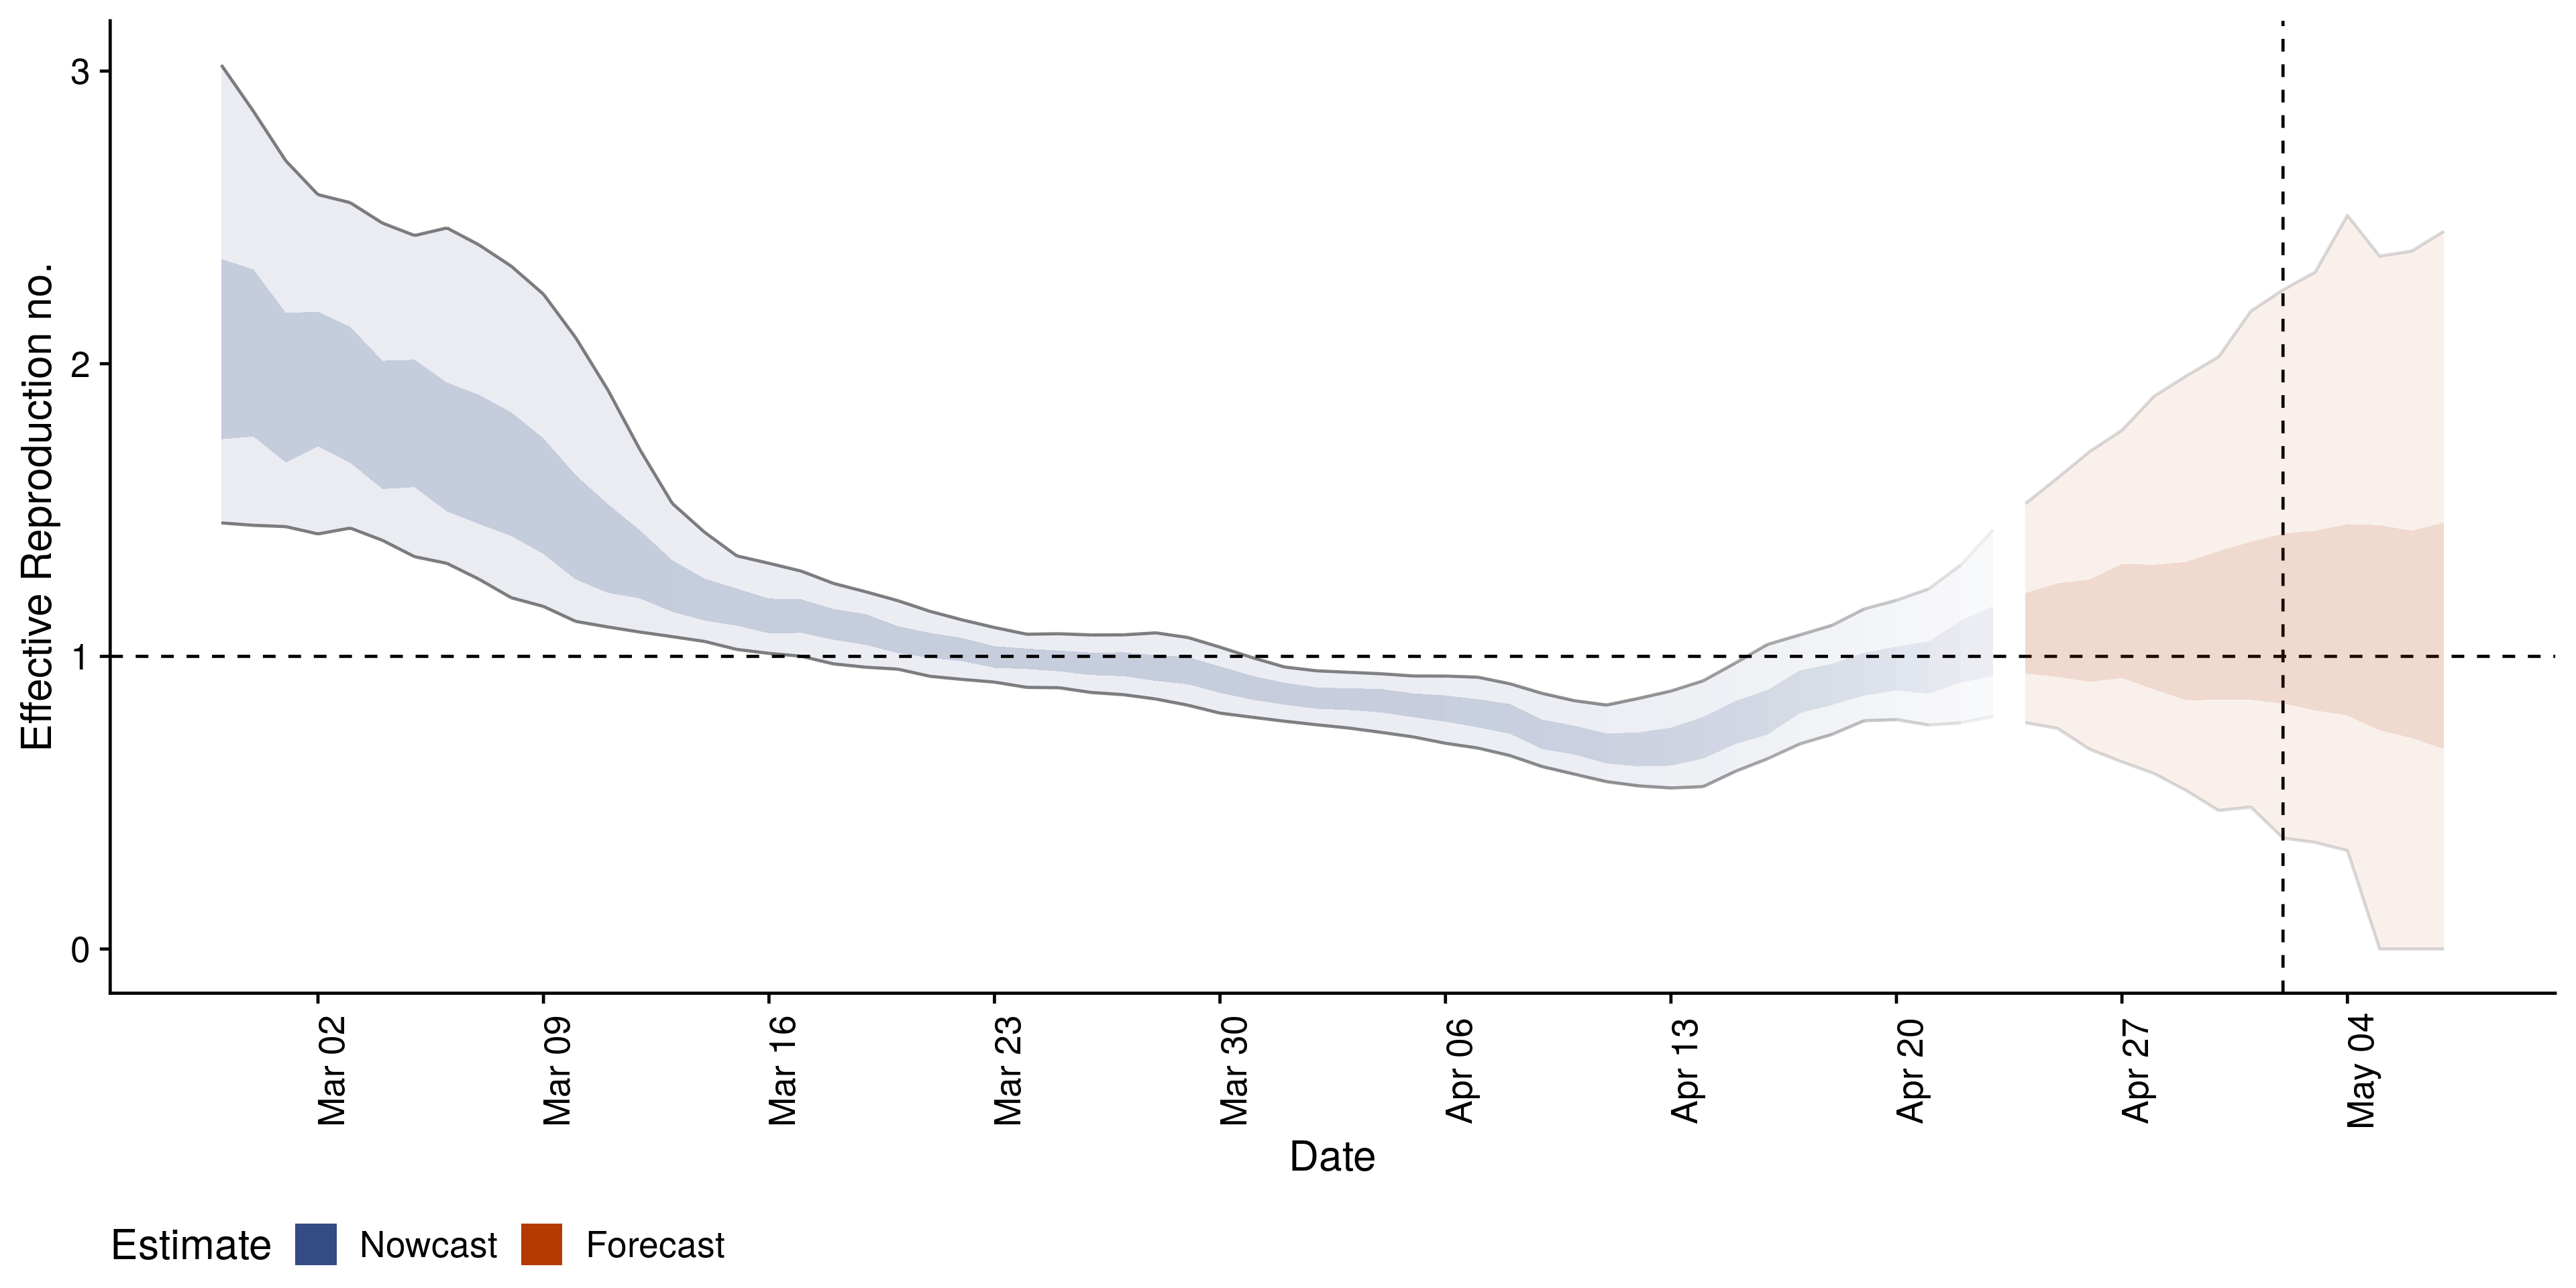 Effective Reproduction no.
3
2
1
0
Mar 02
Mar 09
Mar 16
Mar 23
Mar 30
Apr 06
Apr 13
Apr 20
Apr 27
May 04
Date
Estimate Nowcast Forecast